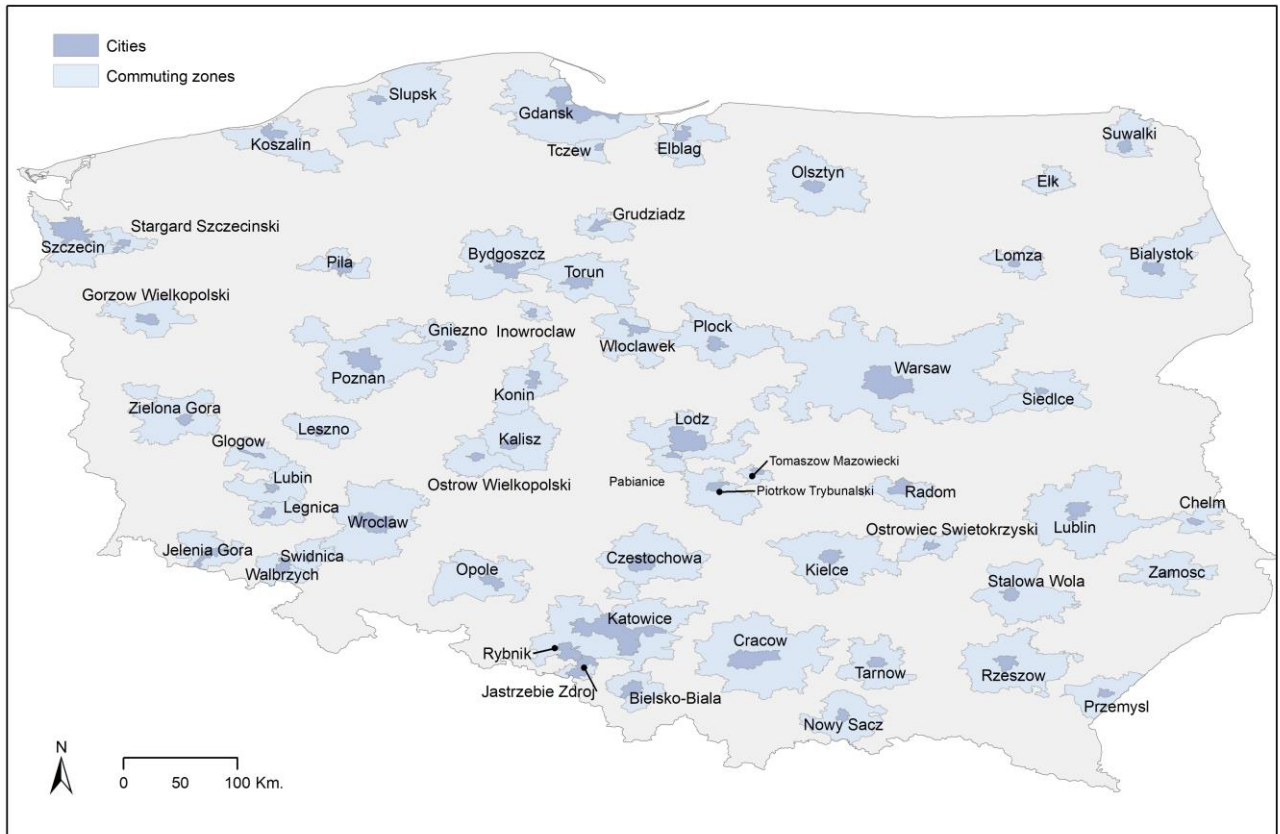 Cities
Commuting zones
Slupsk
Gdansk
Koszalin
Tczew
Elblag
Suwalki
Olsztyn
Elk
Stargard Szczecinski
Szczecin
Grudziadz
Pila
Bydgoszcz
Torun
Lomza
Bialystok
Gorzow Wielkopolski
Inowroclaw
Gniezno
Wloclawek
Plock
Poznan
Warsaw
Konin
Siedlce
Zielona Gora
Leszno
Kalisz
Lodz
Glogow
Tomaszow Mazowiecki
Lubin
Ostrow Wielkopolski
Pabianice
Piotrkow Trybunalski
Radom
Legnica
Wroclaw
Lublin
Chelm
Ostrowiec Swietokrzyski
Jelenia Gora
Swidnica
Walbrzych
Czestochowa
Opole
Kielce
Stalowa Wola
Zamosc
Katowice
Cracow
Rybnik
Tarnow
Rzeszow
Jastrzebie Zdroj
Bielsko-Biala
Przemysl
Nowy Sacz
N
0 50 100 Km.